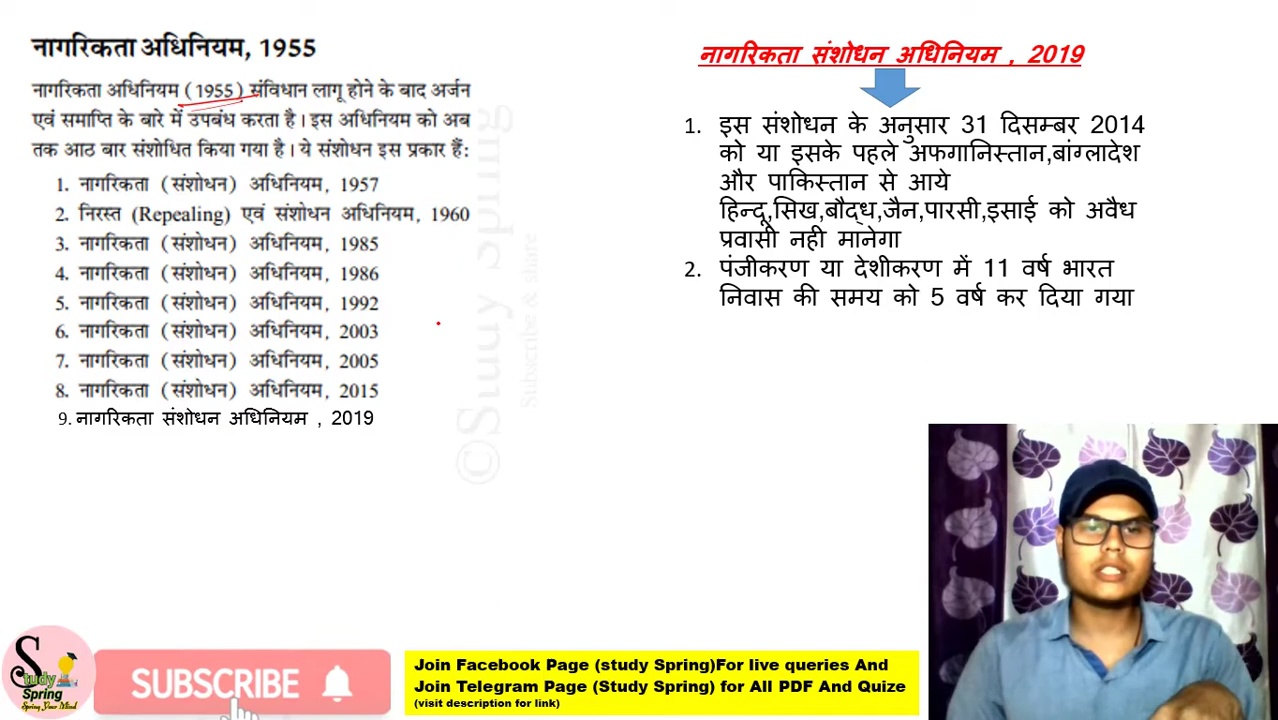 नागरिकता अधिनियम, 1955
नागरिकता अधिनियम (1955) संविधान लागू होने के बाद अर्जन
एवं समाप्ति के बारे में उपबंध करता है। इस अधिनियम को अब
तक आठ बार संशोधित किया गया है। ये संशोधन इस प्रकार हैं:
1. नागरिकता (संशोधन) अधिनियम, 1957
2. निरस्त (Repealing) एवं संशोधन अधिनियम, 1960
3. नागरिकता (संशोधन) अधिनियम, 1985
4. नागरिकता (संशोधन) अधिनियम, 1986
5. नागरिकता (संशोधन) अधिनियम, 1992
6. नागरिकता (संशोधन) अधिनियम, 2003
7. नागरिकता (संशोधन) अधिनियम, 2005
8. नागरिकता (संशोधन) अधिनियम, 2015
9. नागरिकता संशोधन अधिनियम , 2019
©Study Spring
Subscribe & share
नागरिकता संशोधन अधिनियम , 2019
1. इस संशोधन के अनुसार 31 दिसम्बर 2014
को या इसके पहले अफगानिस्तान,बांग्लादेश
और पाकिस्तान से आये
हिन्दू,सिख,बौद्ध,जैन,पारसी,इसाई को अवैध
प्रवासी नही मानेगा
2. पंजीकरण या देशीकरण में 11 वर्ष भारत
निवास की समय को 5 वर्ष कर दिया गया
Study
Spring
Spring Your Mind
SUBSCRIBE
Join Facebook Page (study Spring)For live queries And
Join Telegram Page (Study Spring) for All PDF And Quize
(visit description for link)